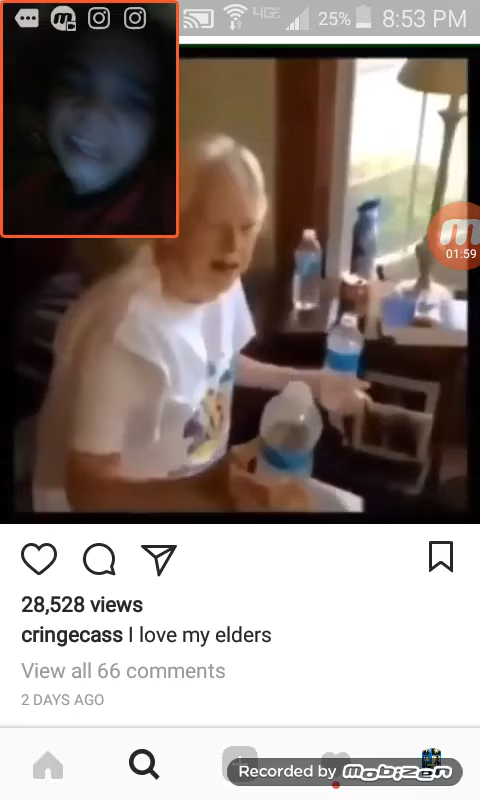 25% 8:53 PM
01:59
28,528 views
cringecass I love my elders
View all 66 comments
2 DAYS AGO
Recorded by mobizen